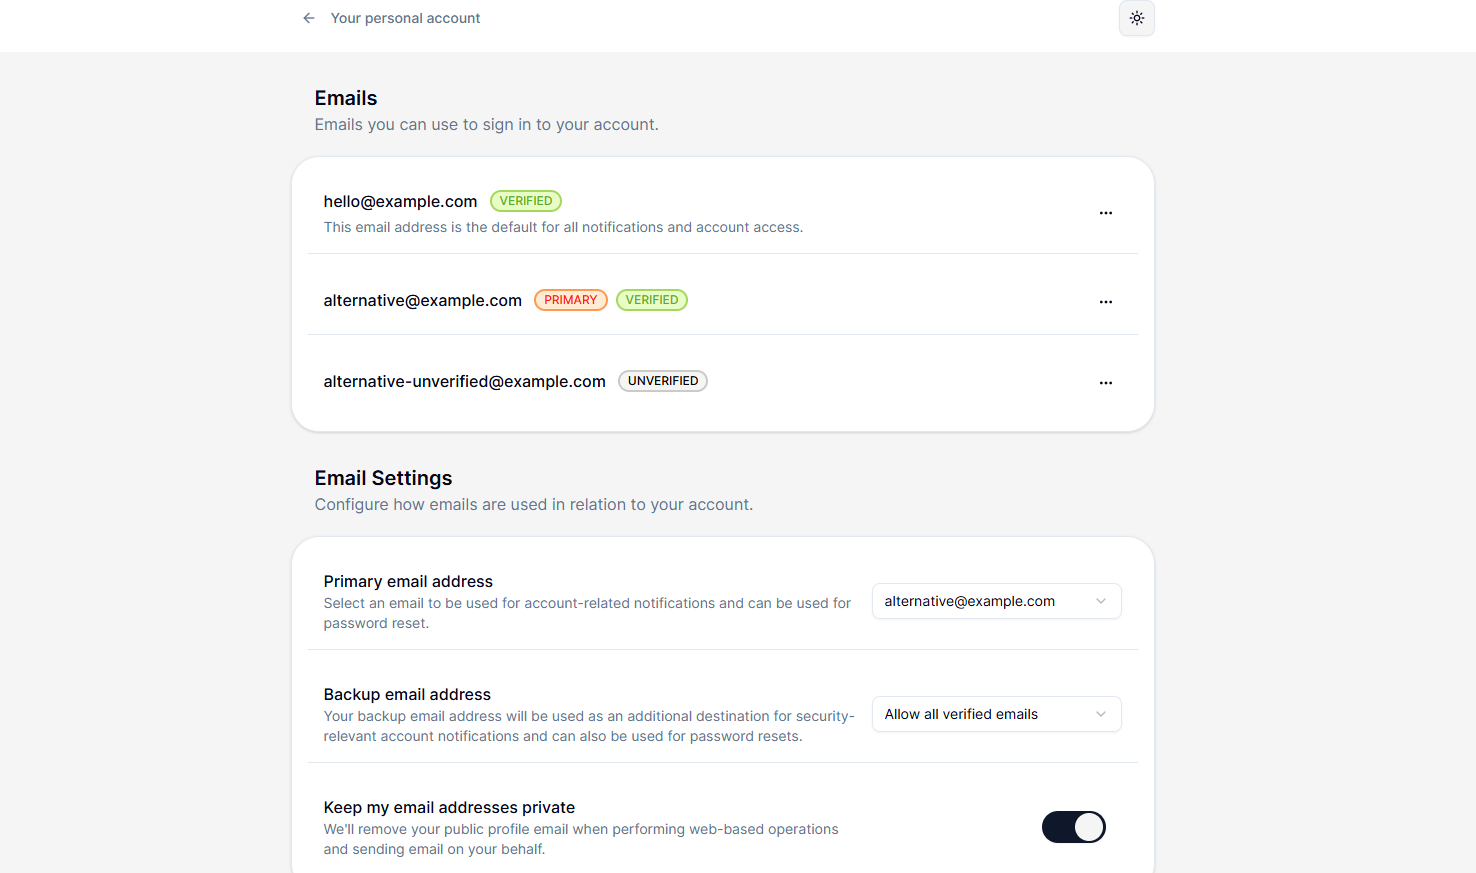 Your personal account
Emails
Emails you can use to sign in to your account.
hello@example.com VERIFIED
This email address is the default for all notifications and account access.
alternative@example.com PRIMARY VERIFIED
alternative-unverified@example.com UNVERIFIED
Email Settings
Configure how emails are used in relation to your account.
Primary email address
Select an email to be used for account-related notifications and can be used for
password reset.
alternative@example.com
Backup email address
Your backup email address will be used as an additional destination for security-
relevant account notifications and can also be used for password resets.
Allow all verified emails
Keep my email addresses private
We'll remove your public profile email when performing web-based operations
and sending email on your behalf.